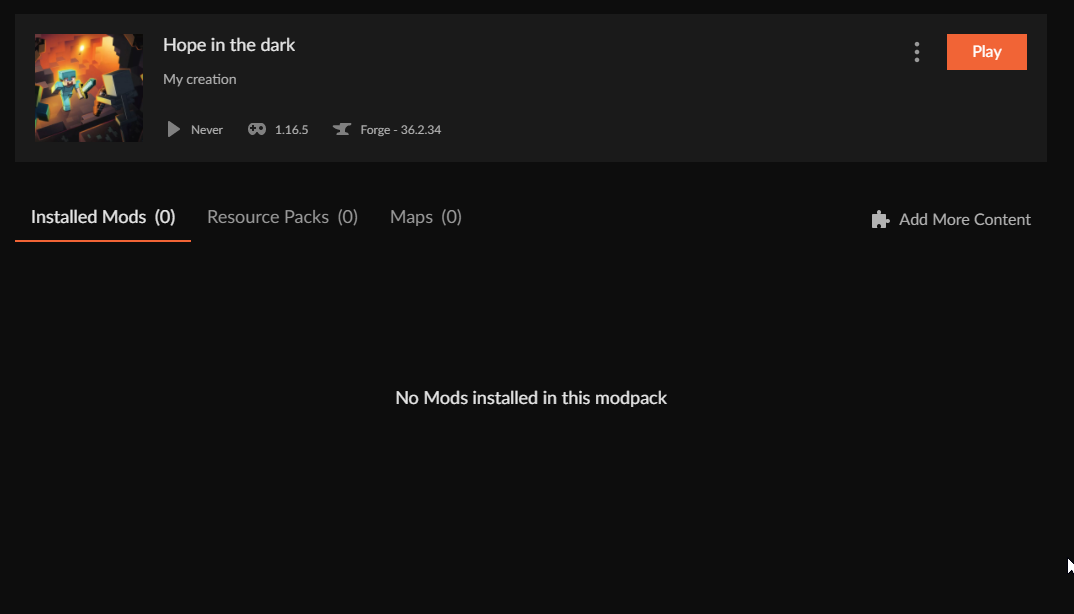 Hope in the dark
Play
My creation
Never 1.16.5 Forge - 36.2.34
Installed Mods (0) Resource Packs (0) Maps (0) Add More Content
No Mods installed in this modpack